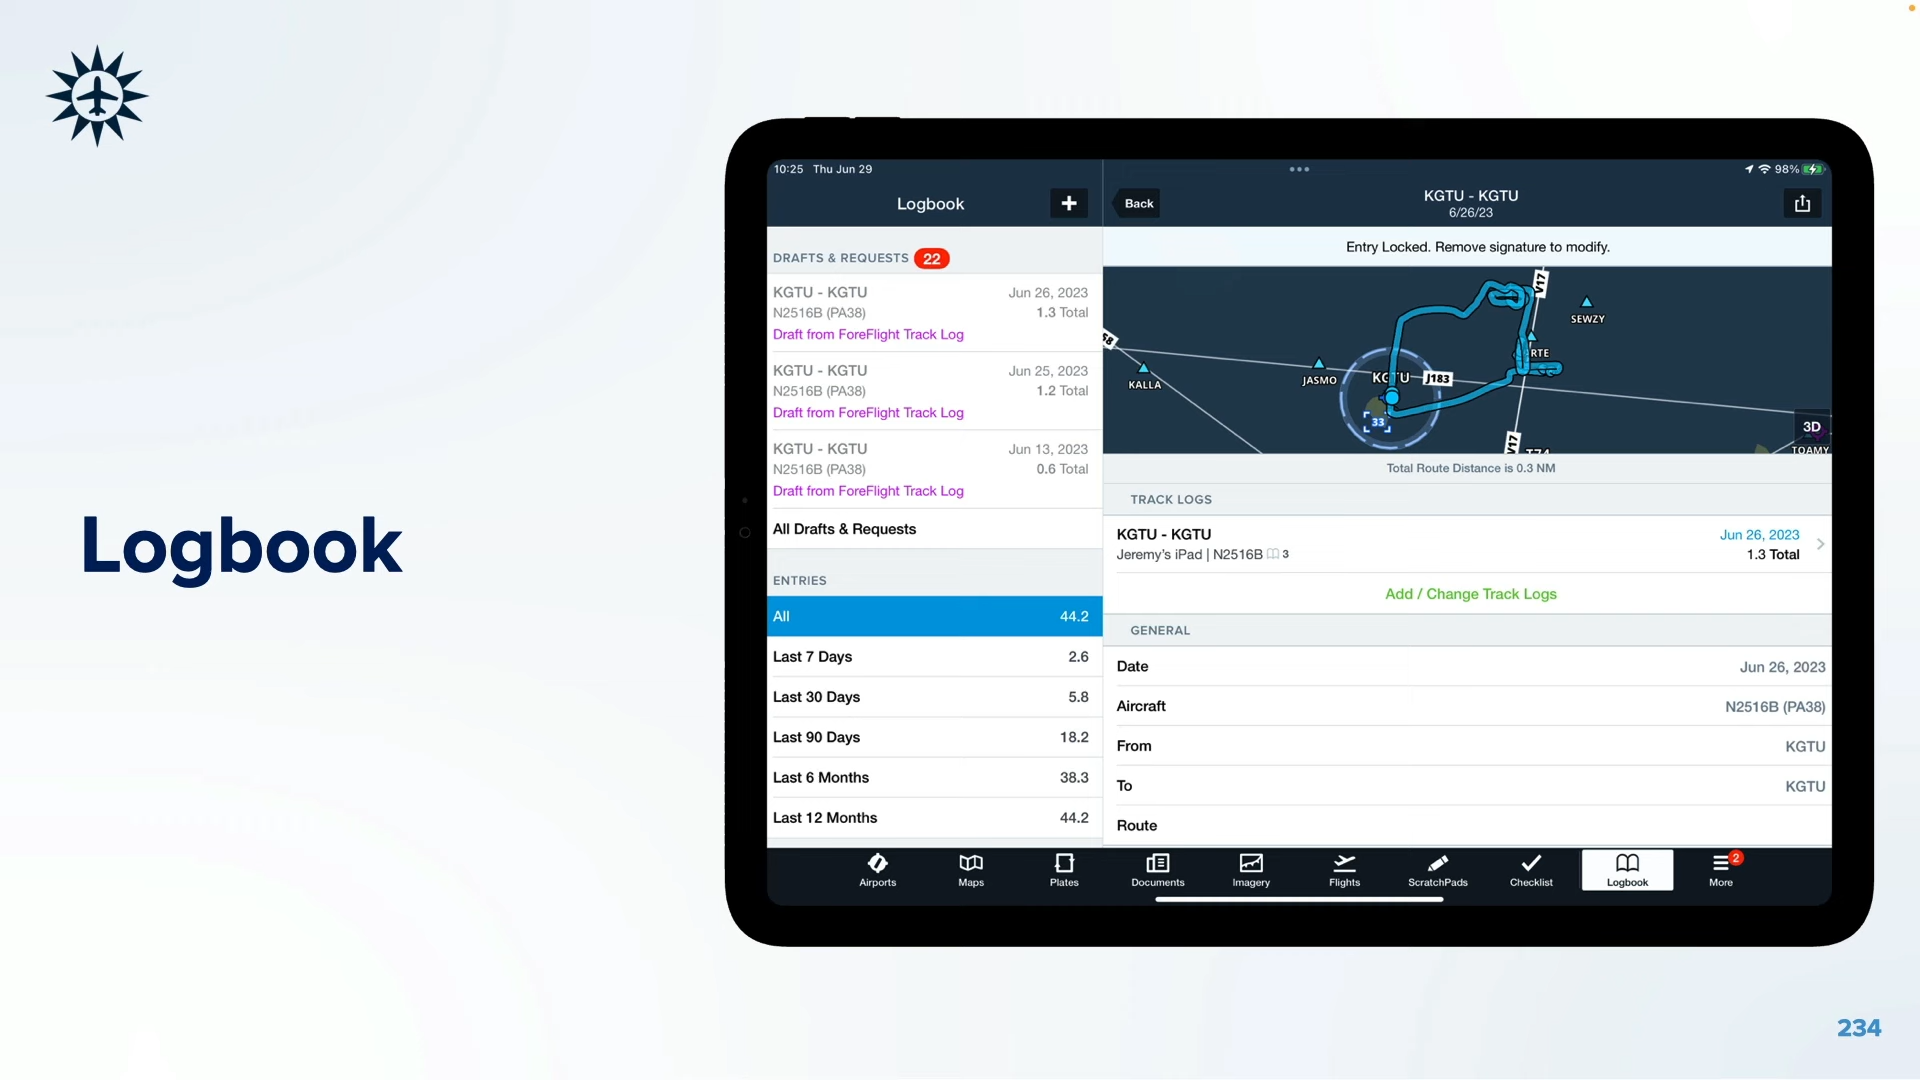 Logbook
10:25 Thu Jun 29
98%
Logbook
+
Back
KGTU - KGTU
6/26/23
DRAFTS & REQUESTS 22
KGTU - KGTU Jun 26, 2023
N2516B (PA38) 1.3 Total
Draft from ForeFlight Track Log
KGTU - KGTU Jun 25, 2023
N2516B (PA38) 1.2 Total
Draft from ForeFlight Track Log
KGTU - KGTU Jun 13, 2023
N2516B (PA38) 0.6 Total
Draft from ForeFlight Track Log
All Drafts & Requests
ENTRIES
All 44.2
Last 7 Days 2.6
Last 30 Days 5.8
Last 90 Days 18.2
Last 6 Months 38.3
Last 12 Months 44.2
Entry Locked. Remove signature to modify.
V17
SEWZY
KALLA
JASMO
KGTU
J183
RTE
33
V17
3D
TOAMY
Total Route Distance is 0.3 NM
TRACK LOGS
KGTU - KGTU Jun 26, 2023
Jeremy's iPad | N2516B 3 1.3 Total
Add / Change Track Logs
GENERAL
Date Jun 26, 2023
Aircraft N2516B (PA38)
From KGTU
To KGTU
Route
Airports
Maps
Plates
Documents
Imagery
Flights
ScratchPads
Checklist
Logbook
2
More
234